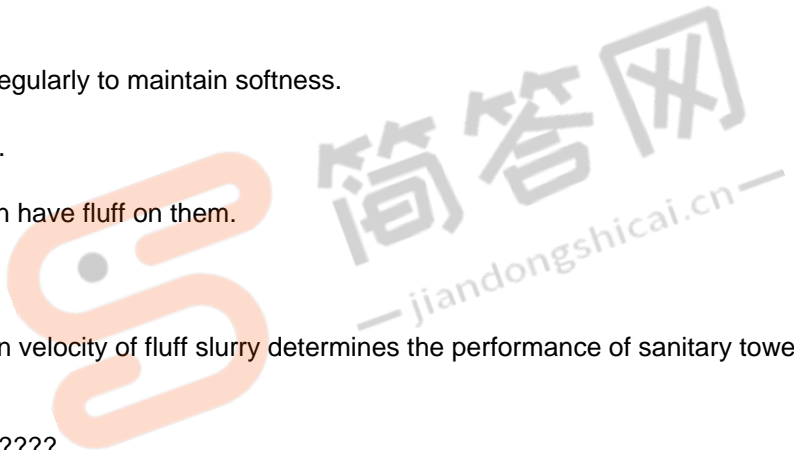 egularly to maintain softness.
.
n have fluff on them.
n velocity of fluff slurry determines the performance of sanitary towe
????
简答网
jiandongshicai.cn